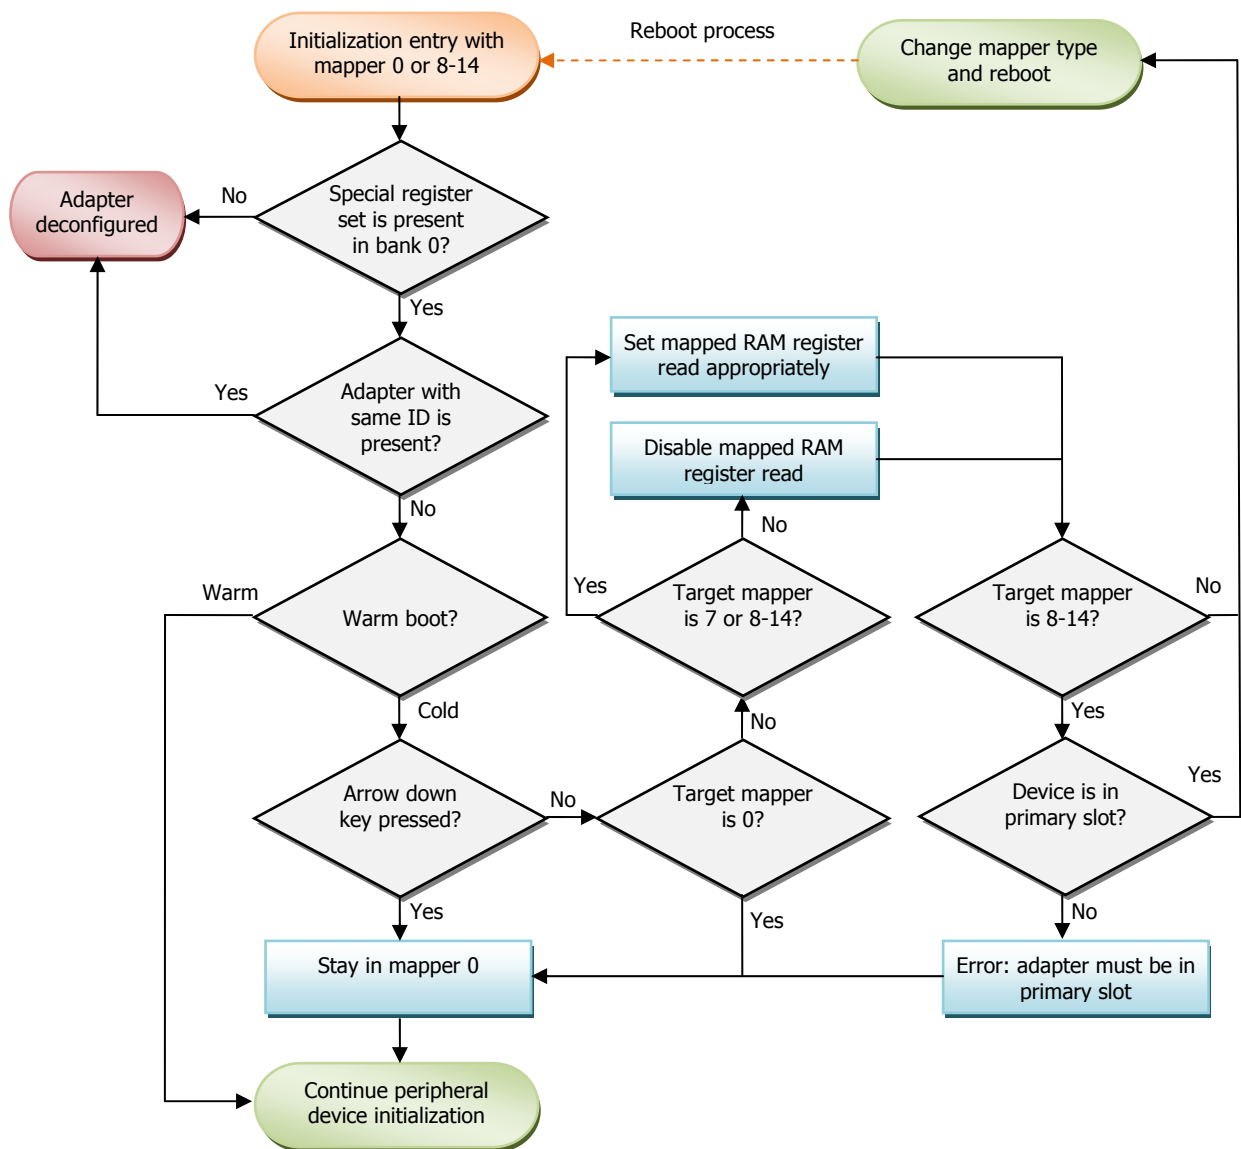 Initialization entry with
mapper 0 or 8-14
Reboot process
Change mapper type
and reboot
Adapter
deconfigured
No
Special register
set is present
in bank 0?
Yes
Set mapped RAM register
read appropriately
Yes
Adapter with
same ID is
present?
Disable mapped RAM
register read
No
No
Warm
Warm boot?
Yes
Target mapper
is 7 or 8-14?
Target mapper
is 8-14?
No
Cold
No
Yes
Arrow down
key pressed?
No
Target mapper
is 0?
Device is in
primary slot?
Yes
Yes
Yes
No
Stay in mapper 0
Error: adapter must be in
primary slot
Continue peripheral
device initialization